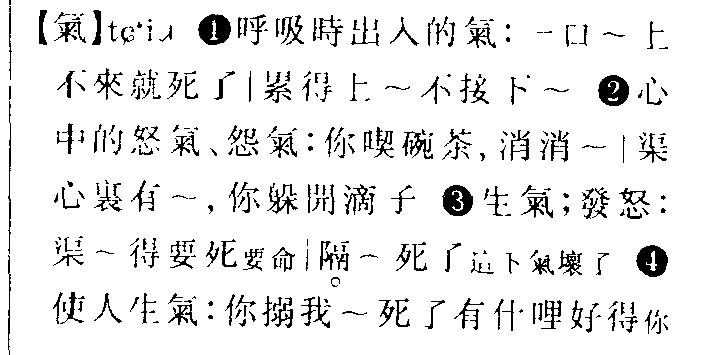 【氣】tɕʻi˩ ❶呼吸時出入的氣：一口～上
不來就死了|累得上～不接下～ ❷心
中的怒氣、怨氣：你喫碗茶，消消～|渠
心裏有～，你躲開滴子 ❸生氣；發怒：
渠～得要死要命|隔～死了這下氣壞了 ❹
使人生氣：你搦我～死了有什哩好得你